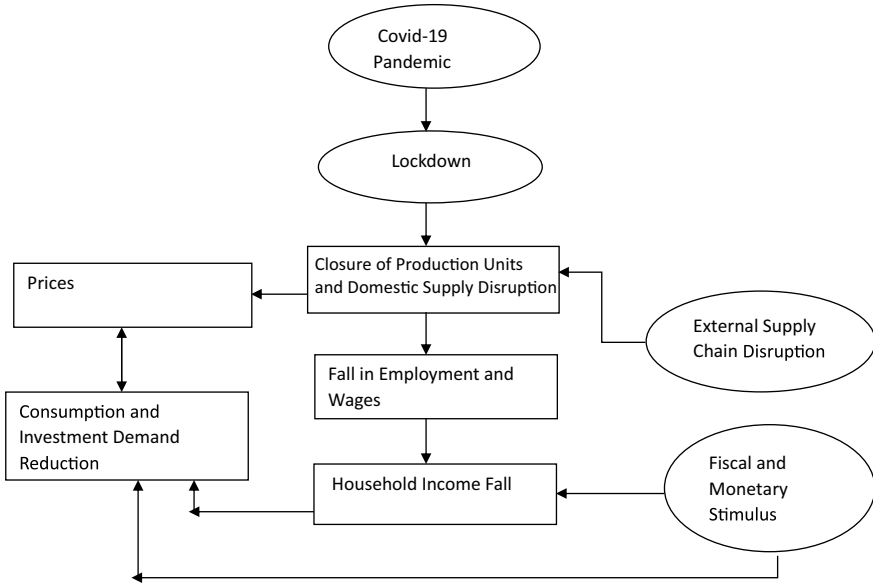 Covid-19
Pandemic
Lockdown
Closure of Production Units
and Domestic Supply Disruption
Prices
External Supply
Chain Disruption
Fall in Employment and
Wages
Consumption and
Investment Demand
Reduction
Household Income Fall
Fiscal and
Monetary
Stimulus